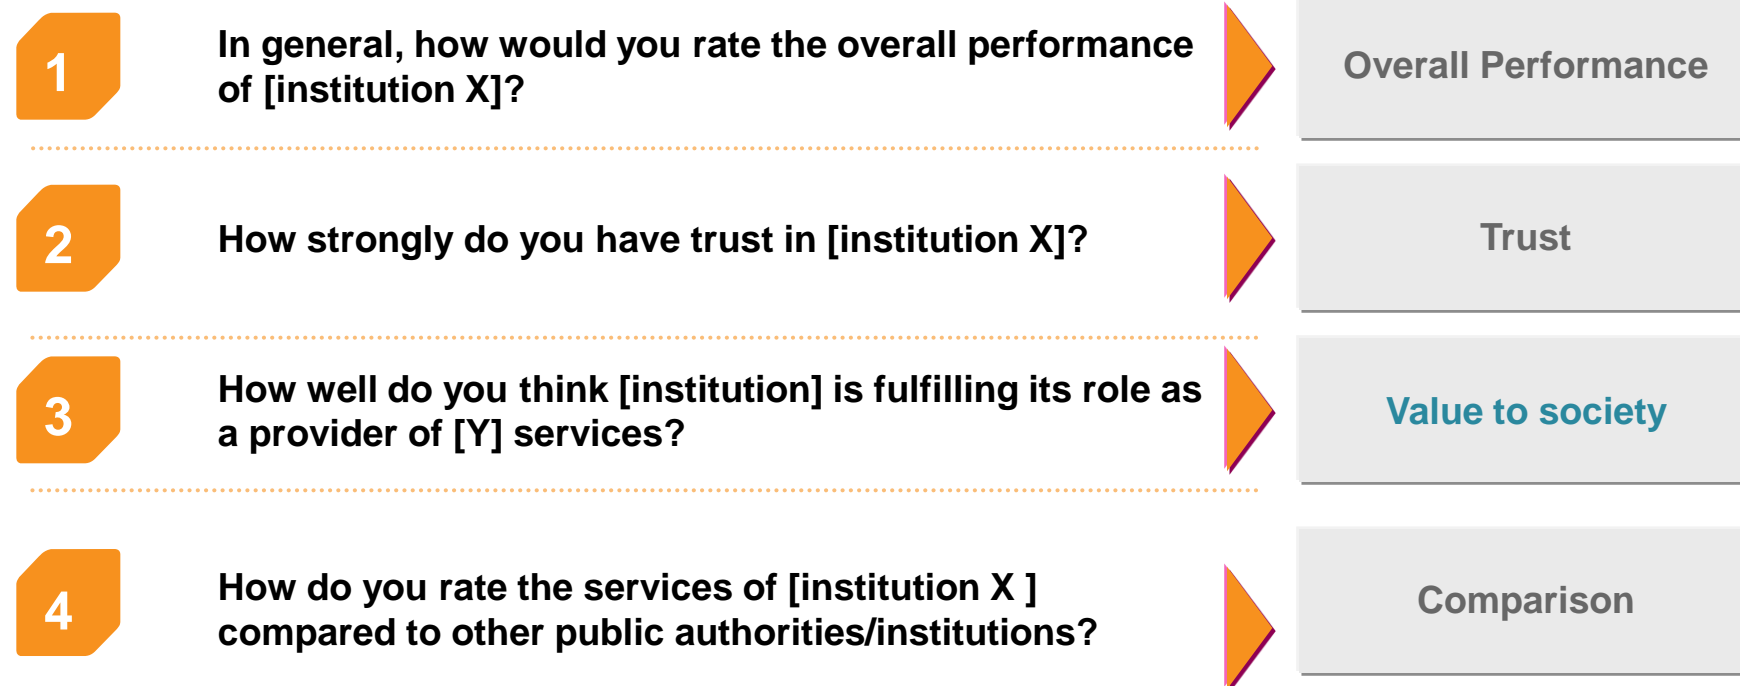 1
In general, how would you rate the overall performance
of [institution X]?
Overall Performance
2
How strongly do you have trust in [institution X]?
Trust
3
How well do you think [institution] is fulfilling its role as
a provider of [Y] services?
Value to society
4
How do you rate the services of [institution X ]
compared to other public authorities/institutions?
Comparison